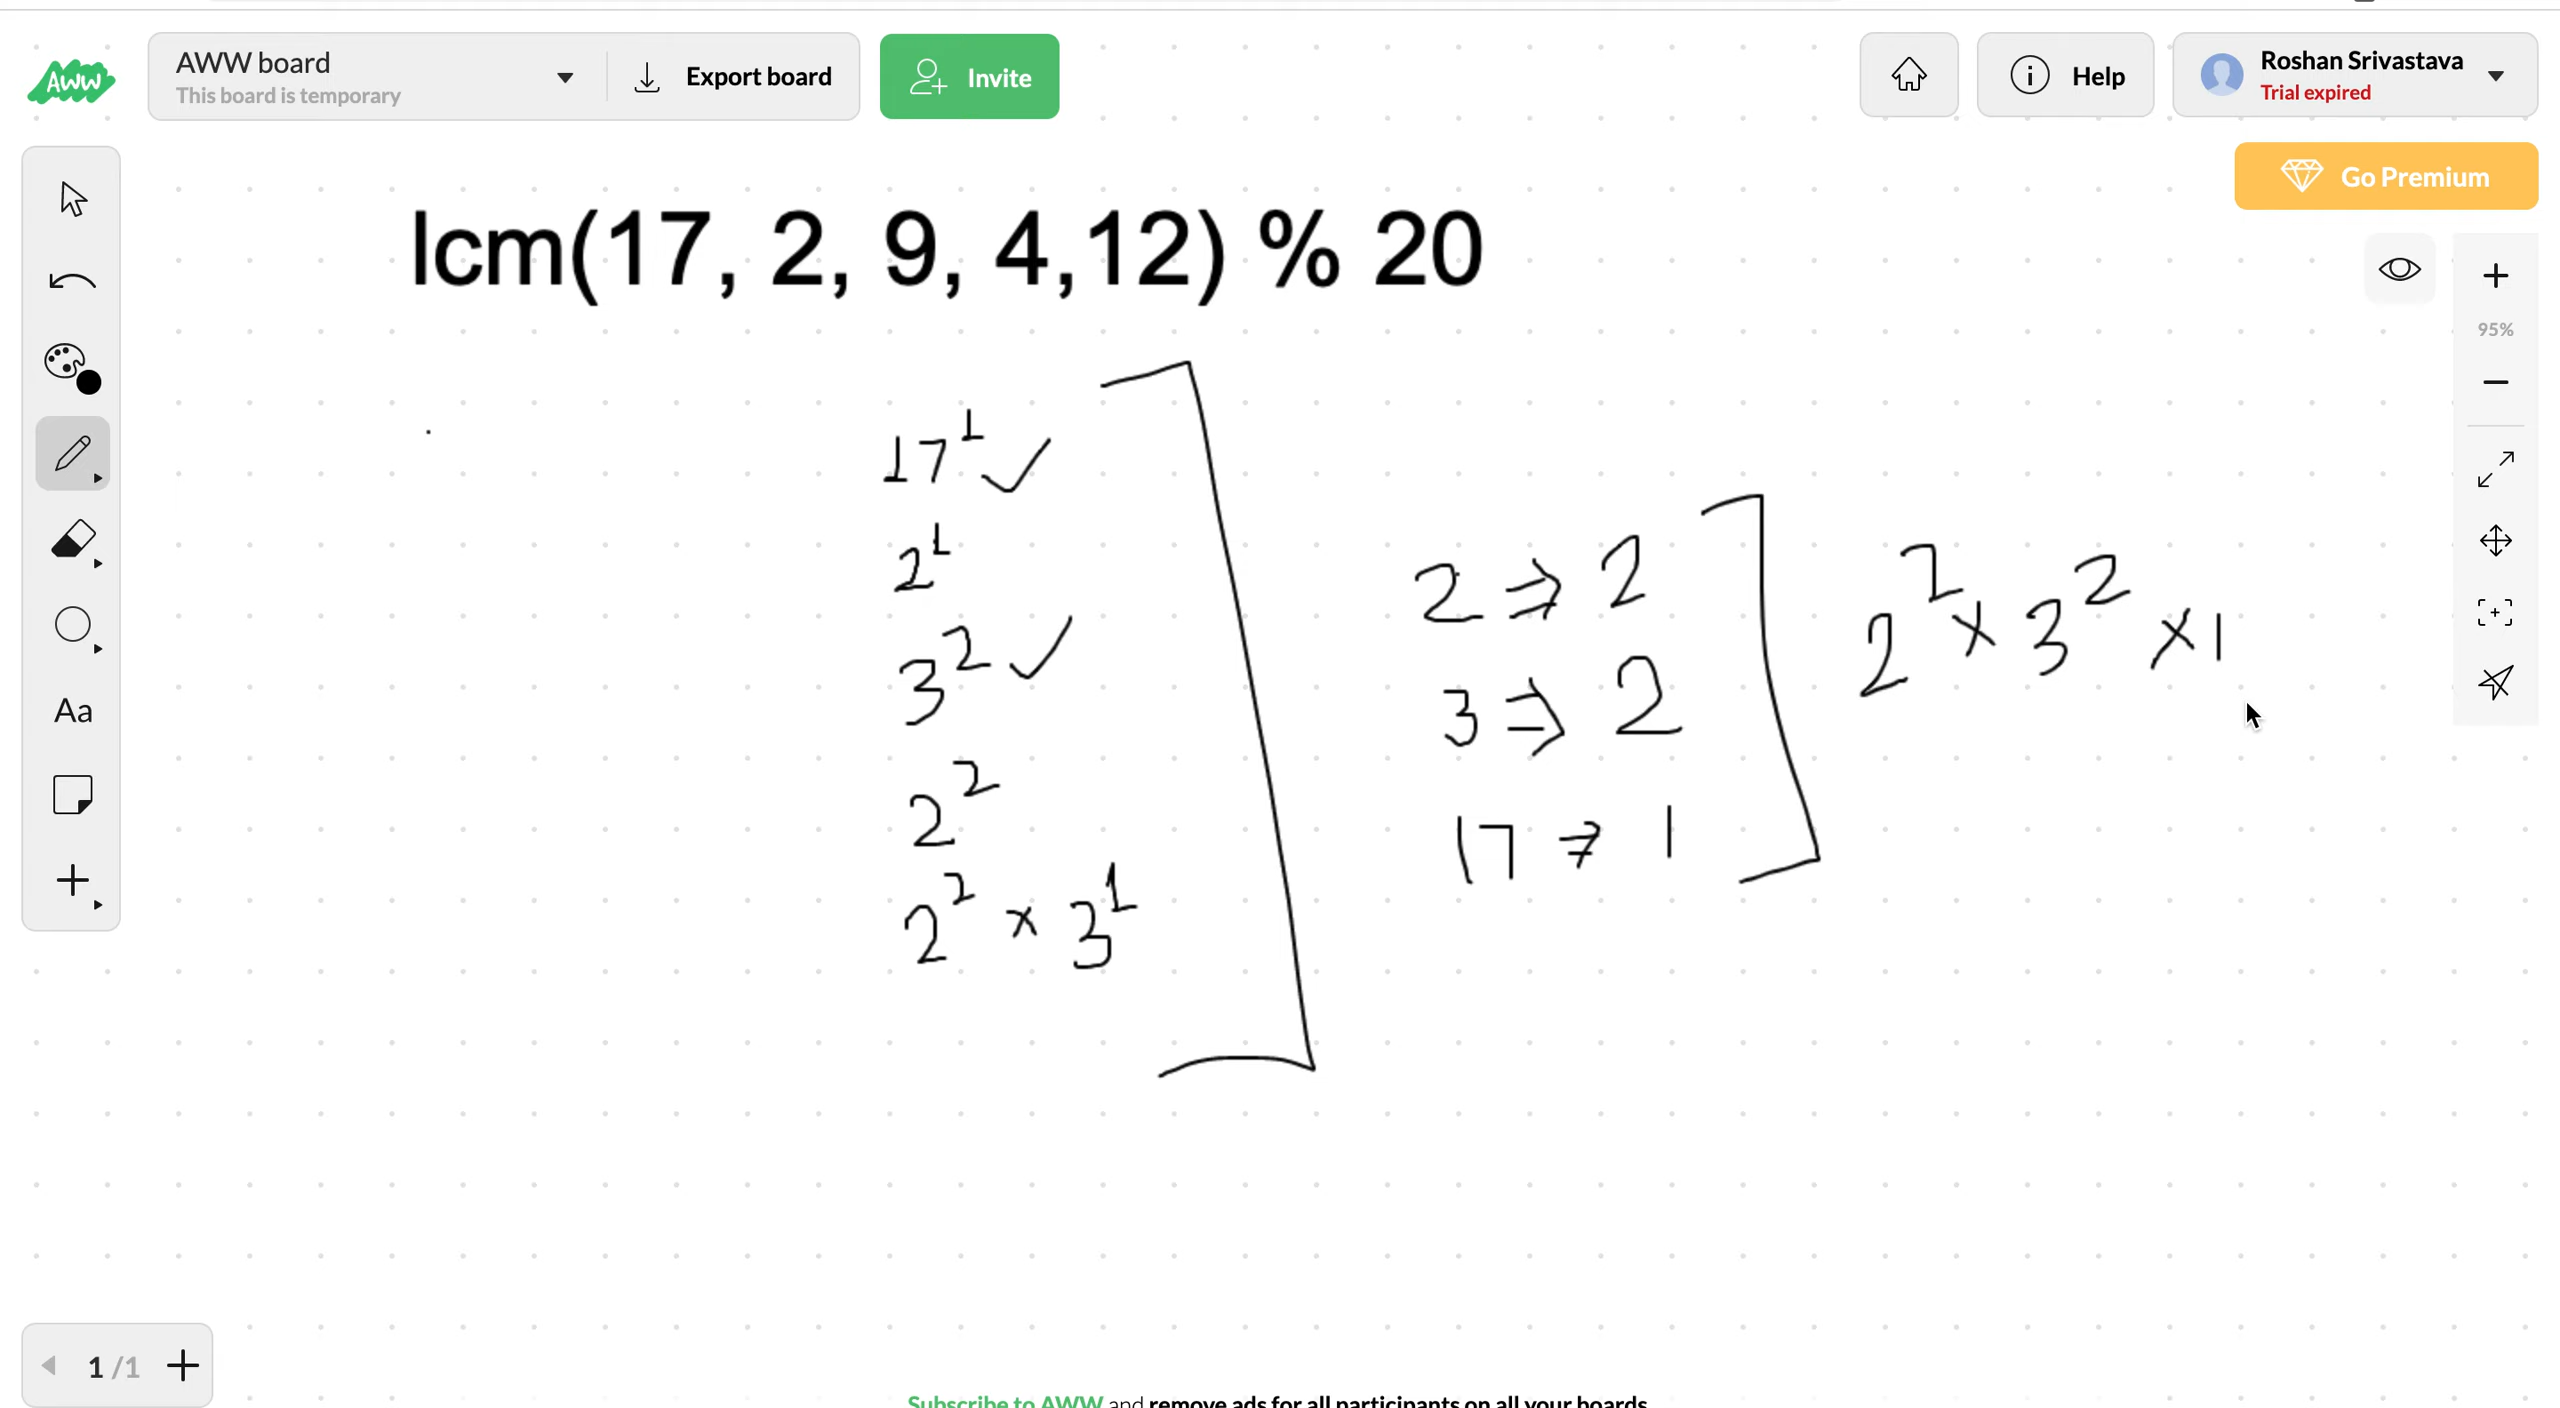 AWW
AWW board
This board is temporary
Export board
Invite
Help
Roshan Srivastava
Trial expired
Go Premium
lcm(17, 2, 9, 4,12) % 20
95%
17¹ ✓
2¹
3² ✓
2²
2² × 3¹
2 ⇒ 2
3 ⇒ 2
17 ⇒ 1
2² × 3² × 1
Aa
1 /1
Subscribe to AWW and remove ads for all participants on all your boards